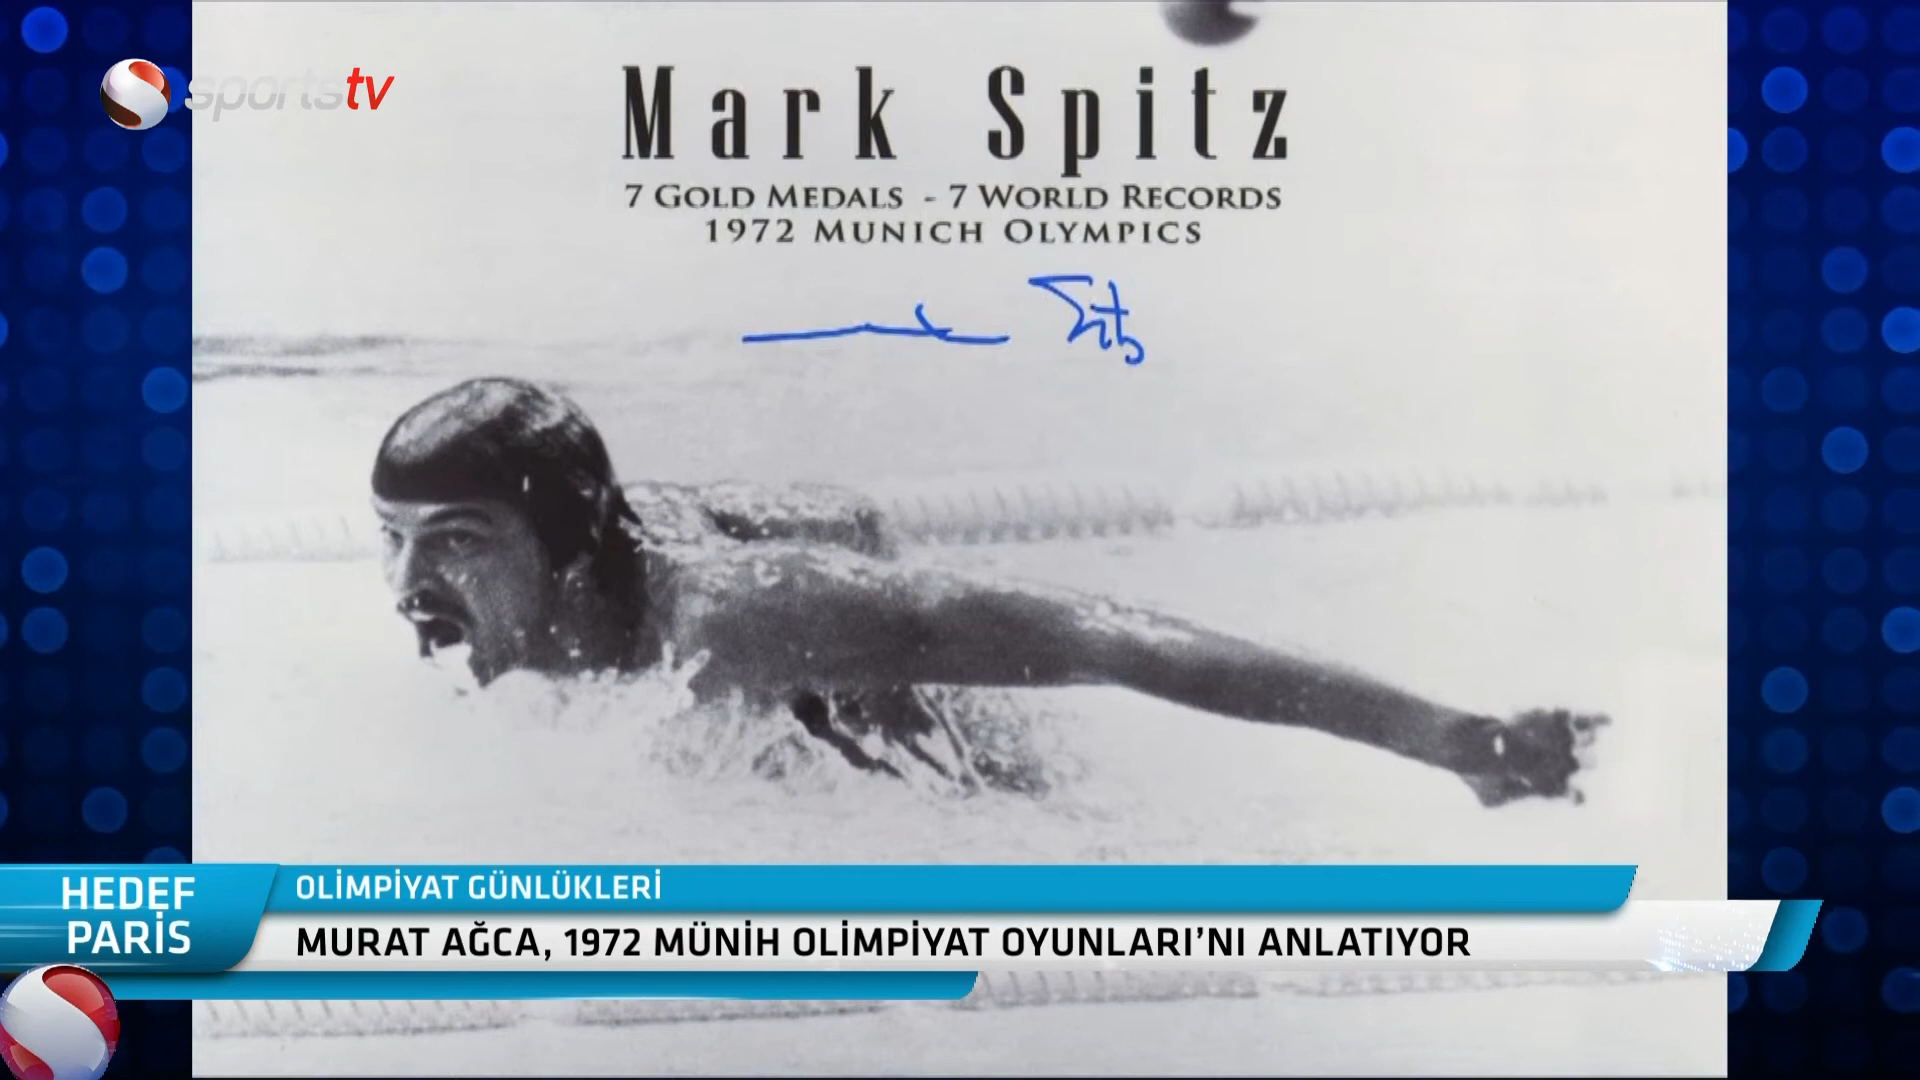 sportstv
Mark Spitz
7 GOLD MEDALS - 7 WORLD RECORDS
1972 MUNICH OLYMPICS
HEDEF
PARİS
OLİMPİYAT GÜNLÜKLERİ
MURAT AĞCA, 1972 MÜNİH OLİMPİYAT OYUNLARI'NI ANLATIYOR